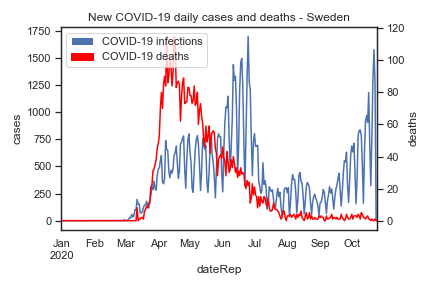 New COVID-19 daily cases and deaths - Sweden
COVID-19 infections
COVID-19 deaths
1750
1500
1250
1000
750
500
250
0
cases
120
100
80
60
40
20
0
deaths
Jan Feb Mar Apr May Jun Jul Aug Sep Oct
2020
dateRep